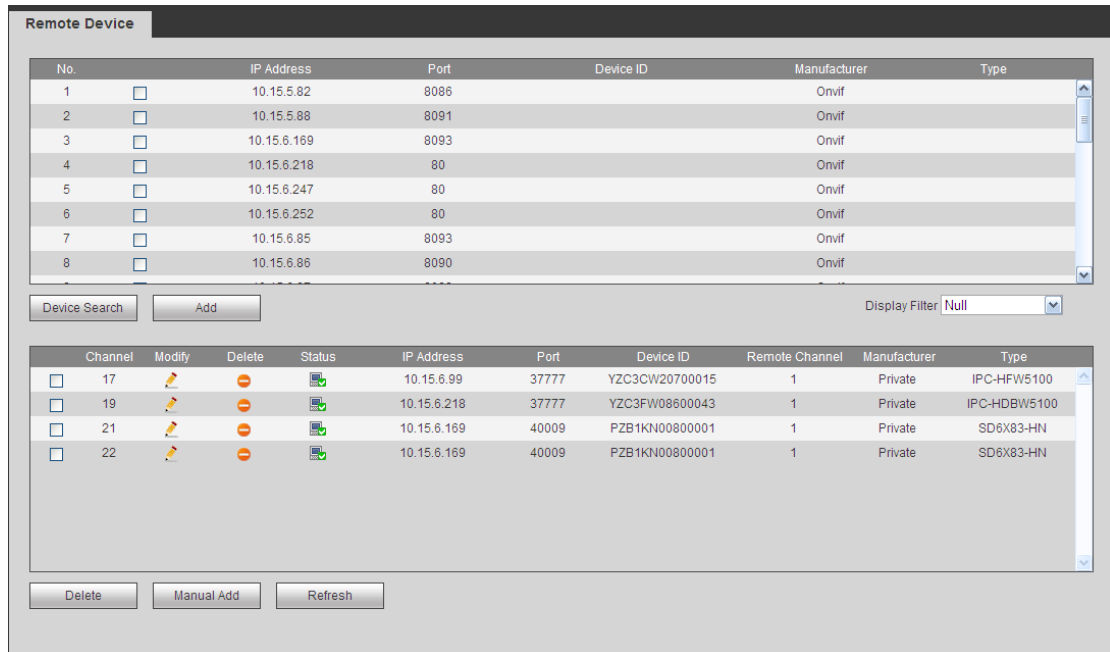 Remote Device
No. IP Address Port Device ID Manufacturer Type
1 10.15.5.82 8086 Onvif
2 10.15.5.88 8091 Onvif
3 10.15.6.169 8093 Onvif
4 10.15.6.218 80 Onvif
5 10.15.6.247 80 Onvif
6 10.15.6.252 80 Onvif
7 10.15.6.85 8093 Onvif
8 10.15.6.86 8090 Onvif
Device Search Add Display Filter Null
Channel Modify Delete Status IP Address Port Device ID Remote Channel Manufacturer Type
17 10.15.6.99 37777 YZC3CW20700015 1 Private IPC-HFW5100
19 10.15.6.218 37777 YZC3FW08600043 1 Private IPC-HDBW5100
21 10.15.6.169 40009 PZB1KN00800001 1 Private SD6X83-HN
22 10.15.6.169 40009 PZB1KN00800001 1 Private SD6X83-HN
Delete Manual Add Refresh